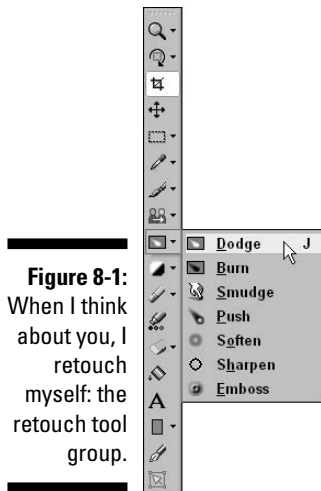 Dodge J
Burn
Smudge
Push
Soften
Sharpen
Emboss
A
Figure 8-1:
When I think
about you, I
retouch
myself: the
retouch tool
group.